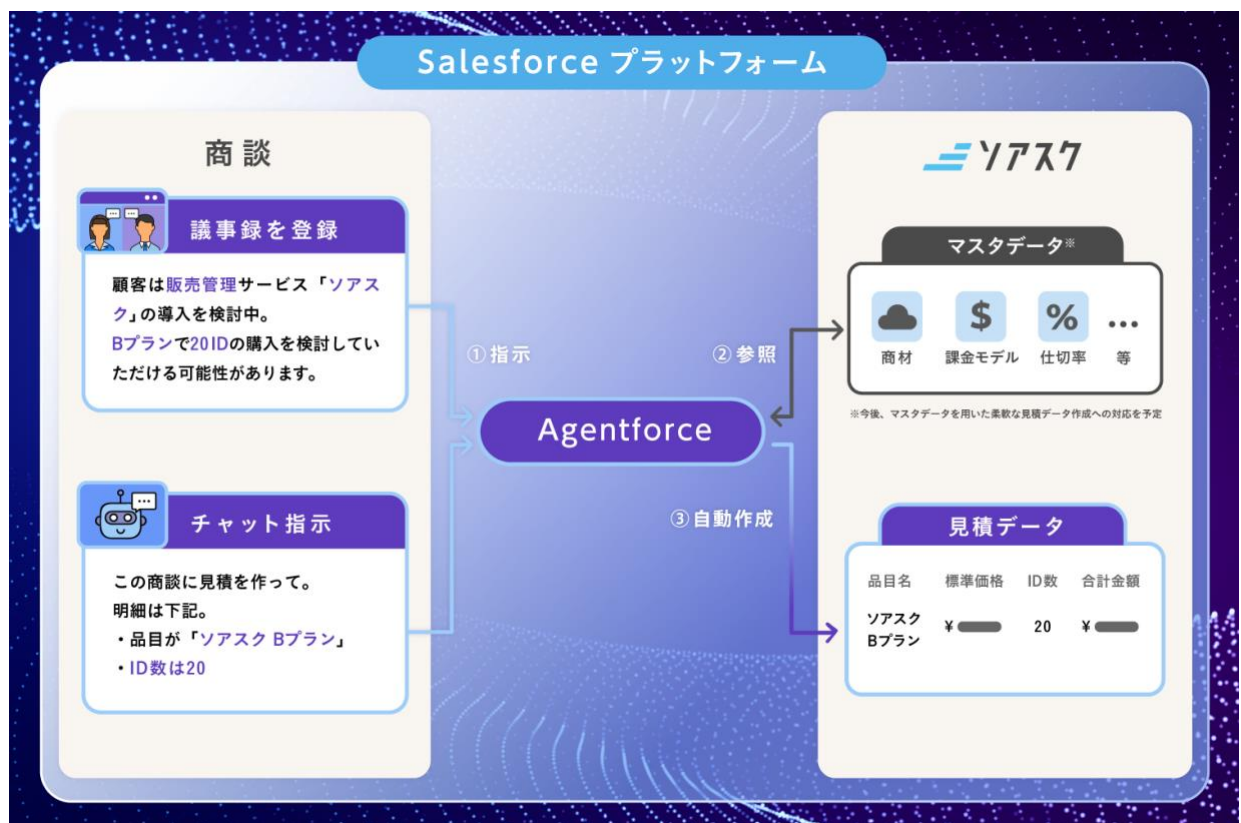 Salesforce プラットフォーム
商談
議事録を登録
顧客は販売管理サービス「ソアス
ク」の導入を検討中。
Bプランで20IDの購入を検討してい
ただける可能性があります。
チャット指示
この商談に見積を作って。
明細は下記。
・品目が「ソアスク Bプラン」
・ID数は20
①指示
②参照
Agentforce
③自動作成
ソアスク
マスタデータ※
$
%
...
商材
課金モデル
仕切率
等
※今後、マスタデータを用いた柔軟な見積データ作成への対応を予定
見積データ
品目名 標準価格 ID数 合計金額
ソアスク
Bプラン
¥ 20 ¥